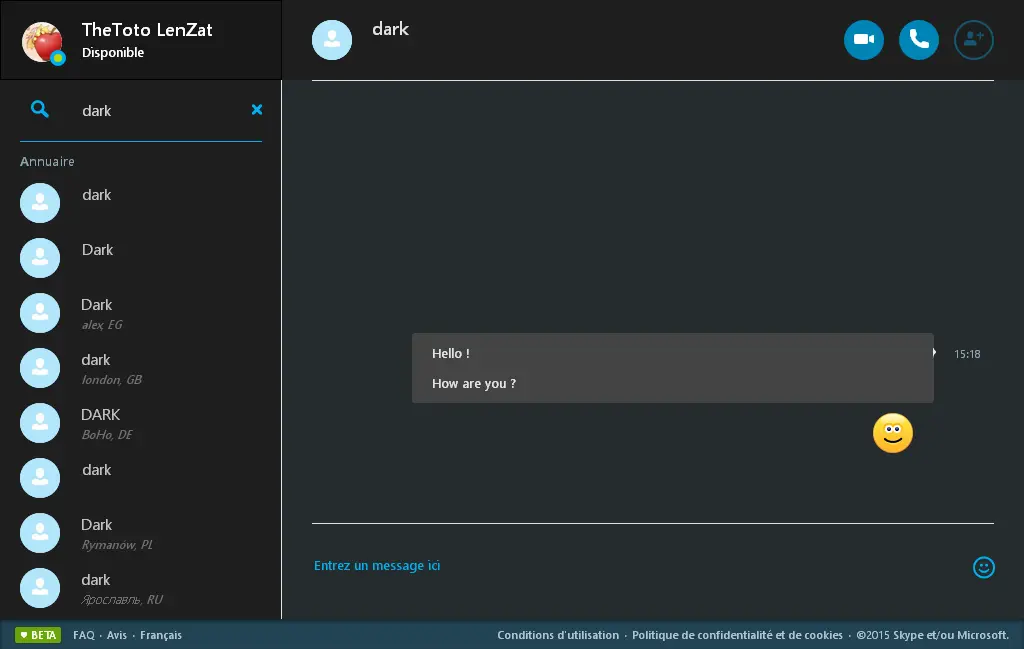 TheToto LenZat
Disponible
dark
Annuaire
dark
Dark
Dark
alex, EG
dark
london, GB
DARK
BoHo, DE
dark
Dark
Rymanów, PL
dark
Ярославль, RU
dark
Hello !
15:18
How are you ?
Entrez un message ici
BETA FAQ · Avis · Français
Conditions d'utilisation · Politique de confidentialité et de cookies · ©2015 Skype et/ou Microsoft.